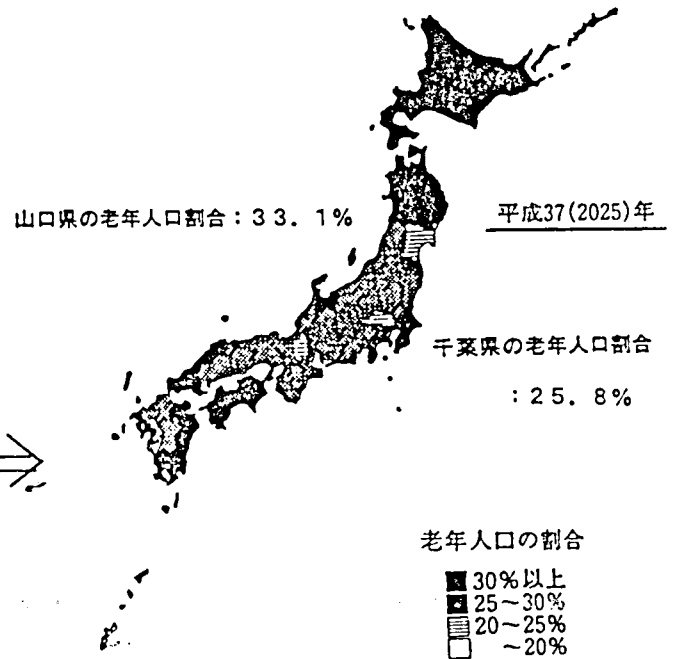 山口県の老年人口割合：３３．１％
平成37(2025)年
千葉県の老年人口割合
：２５．８％
老年人口の割合
30％以上
25～30％
20～25％
～20％